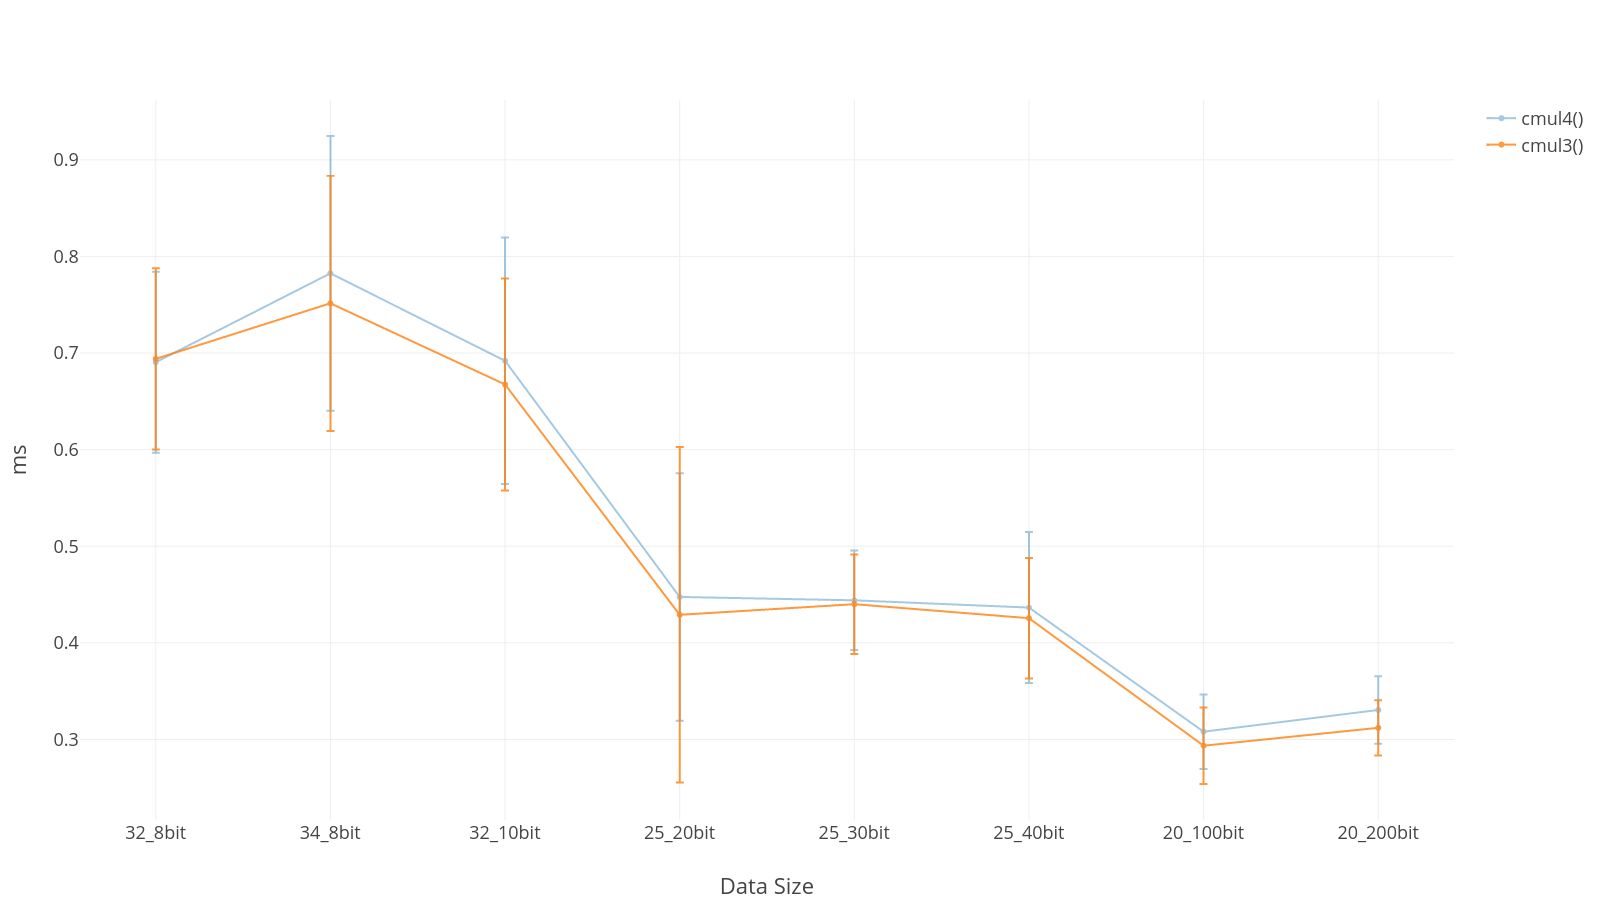 cmul4()
cmul3()
0.9
0.8
0.7
0.6
0.5
0.4
0.3
ms
32_8bit
34_8bit
32_10bit
25_20bit
25_30bit
25_40bit
20_100bit
20_200bit
Data Size